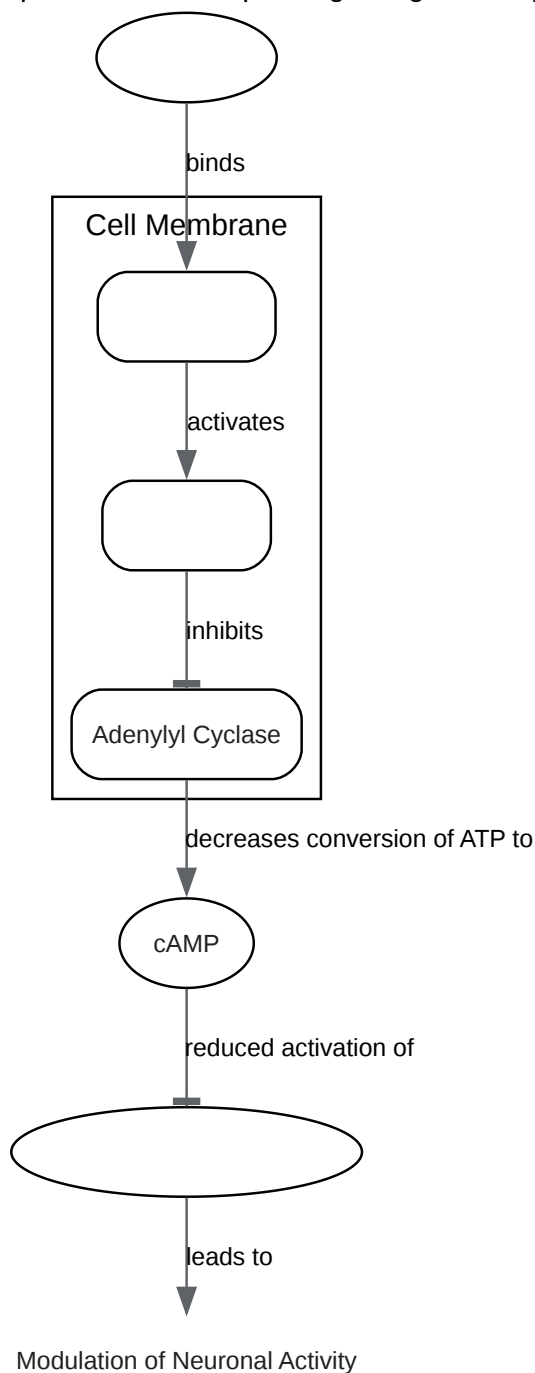 binds
Cell Membrane
activates
inhibits
Adenylyl Cyclase
decreases conversion of ATP to
cAMP
reduced activation of
leads to
Modulation of Neuronal Activity